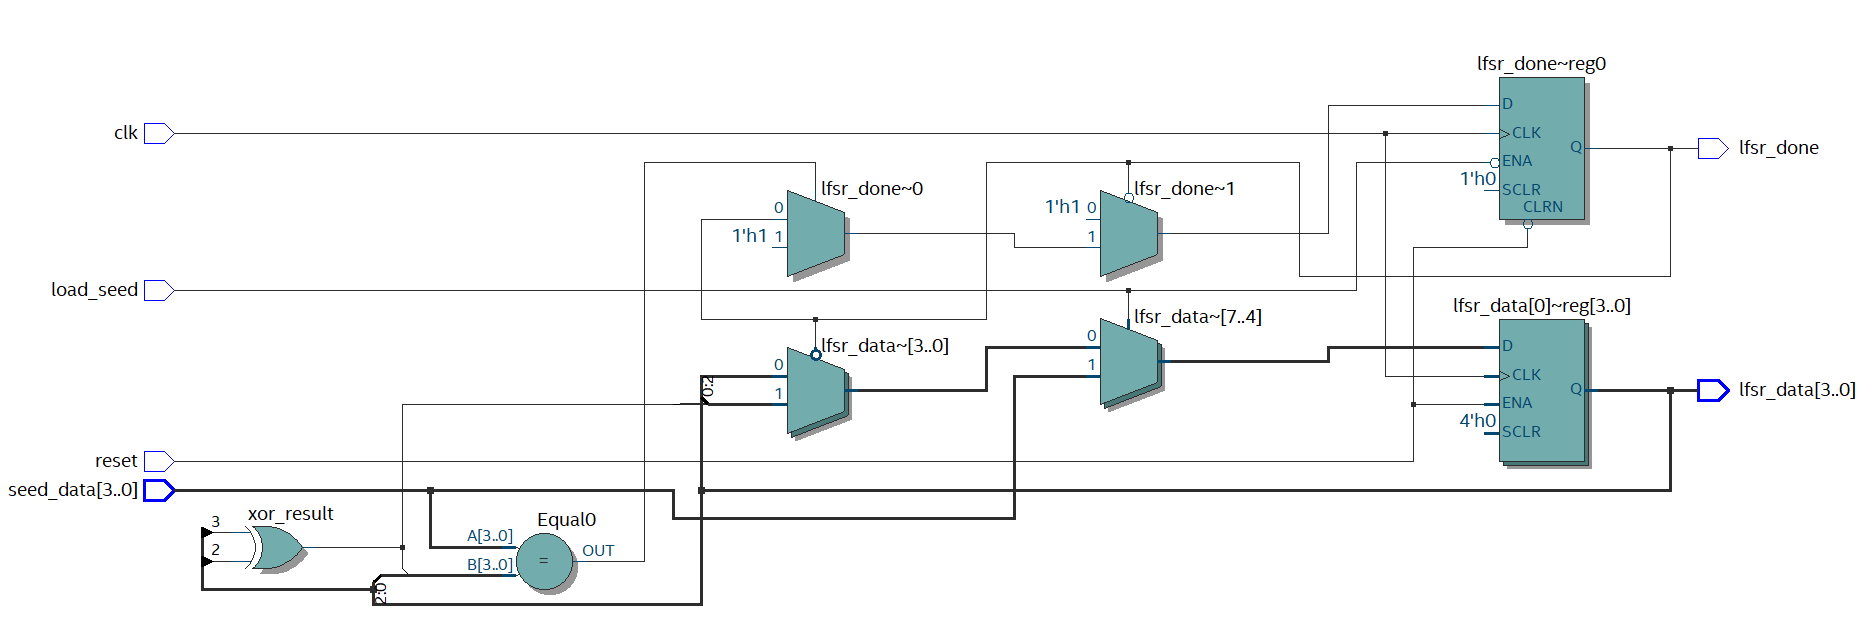 lfsr_done~reg0
D
clk
CLK
Q
lfsr_done
ENA
1'h0
SCLR
CLRN
lfsr_done~0
0
1'h1 1
lfsr_done~1
1'h1 0
1
load_seed
lfsr_data~[7..4]
0
1
lfsr_data[0]~reg[3..0]
D
CLK
Q
lfsr_data[3..0]
ENA
4'h0
SCLR
lfsr_data~[3..0]
0
0:2
1
reset
seed_data[3..0]
xor_result
3
2
Equal0
A[3..0]
B[3..0]
=
OUT
2:0